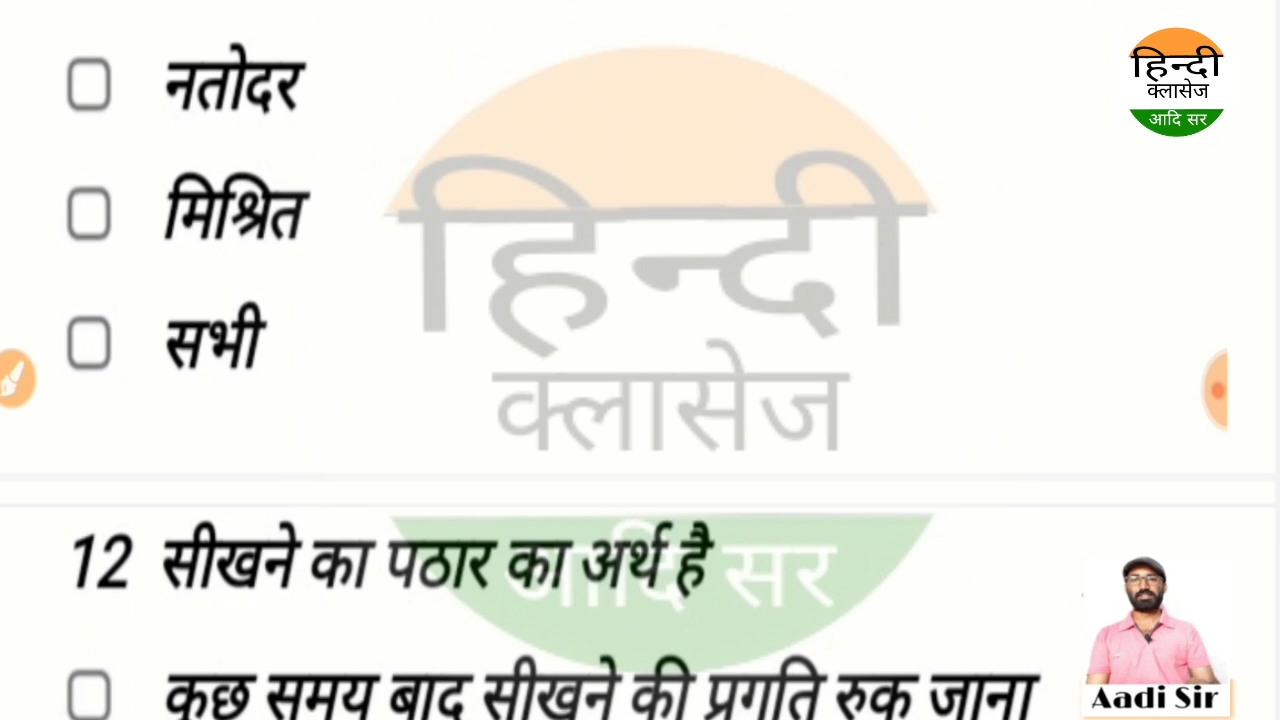 हिन्दी
क्लासेज
आदि सर
नतोदर
मिश्रित
सभी
हिन्दी
क्लासेज
आदि सर
12 सीखने का पठार का अर्थ है
कुछ समय बाद सीखने की प्रगति रुक जाना
Aadi Sir